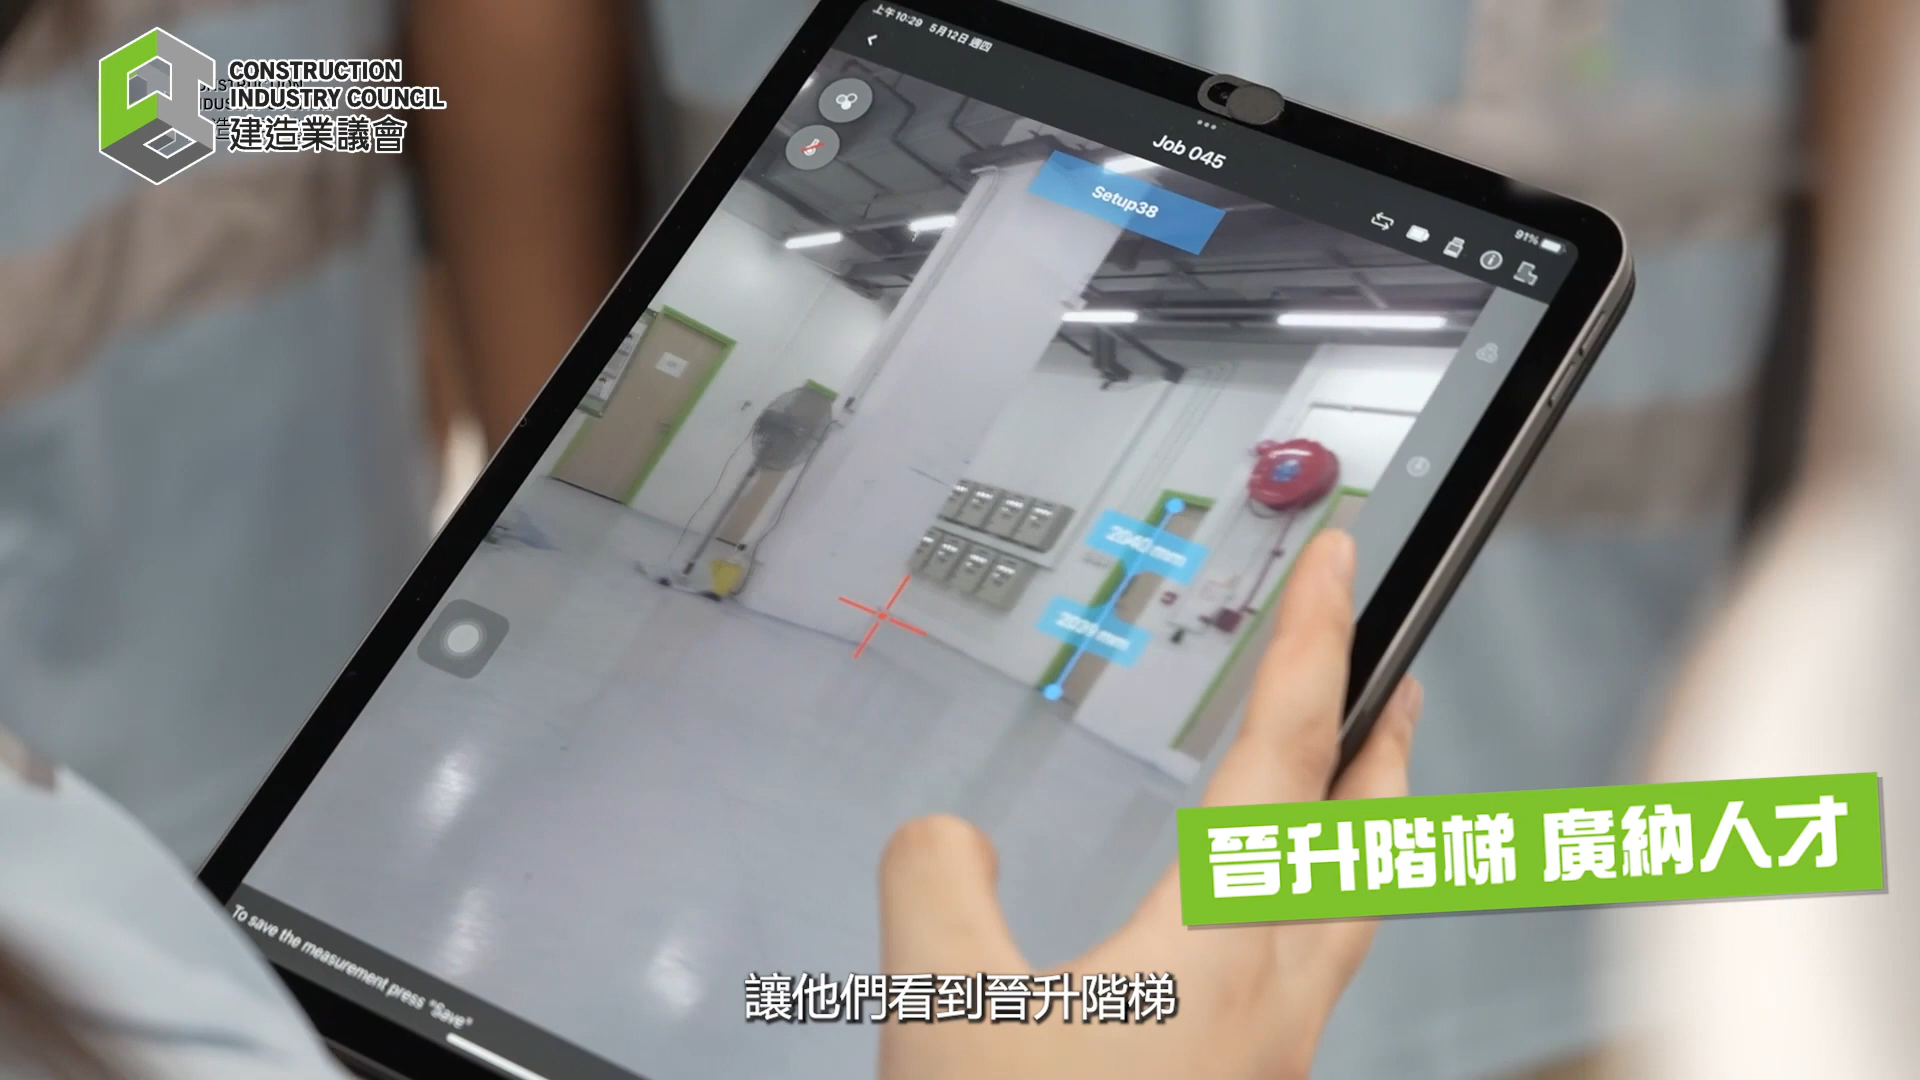 CONSTRUCTION
INDUSTRY COUNCIL
建造業議會
上午10:29 5月12日 週四
Job 045
Setup38
91%
2040 mm
2039 mm
To save the measurement press "Save"
晉升階梯 廣納人才
讓他們看到晉升階梯